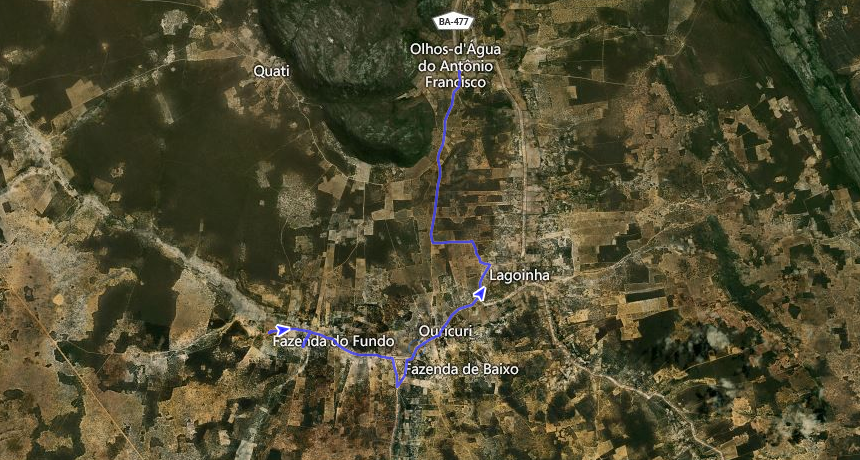 BA-477
Olhos-d'Água
do Antônio
Francisco
Quati
Lagoinha
Ouricuri
Fazenda do Fundo
Fazenda de Baixo